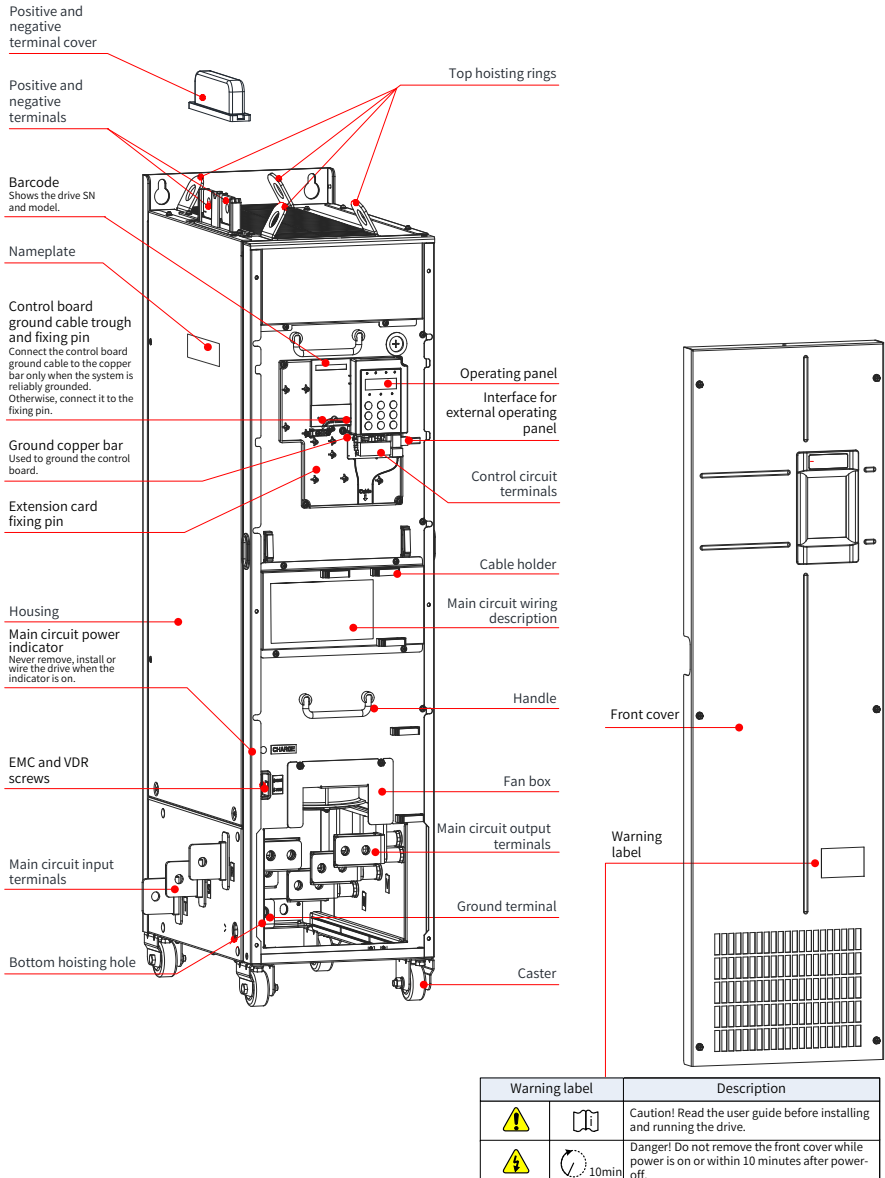 Positive and
negative
terminal cover
Positive and
negative
terminals
Top hoisting rings
Barcode
Shows the drive SN
and model.
Nameplate
Control board
ground cable trough
and fixing pin
Connect the control board
ground cable to the copper
bar only when the system is
reliably grounded.
Otherwise, connect it to the
fixing pin.
Ground copper bar
Used to ground the control
board.
Extension card
fixing pin
Housing
Main circuit power
indicator
Never remove, install or
wire the drive when the
indicator is on.
EMC and VDR
screws
Main circuit input
terminals
Bottom hoisting hole
Operating panel
Interface for
external operating
panel
Control circuit
terminals
Cable holder
Main circuit wiring
description
Handle
CHARGE
Fan box
Main circuit output
terminals
Ground terminal
Caster
Front cover
Warning
label
Warning label Description
Caution! Read the user guide before installing
and running the drive.
10min
Danger! Do not remove the front cover while
power is on or within 10 minutes after power-
off.